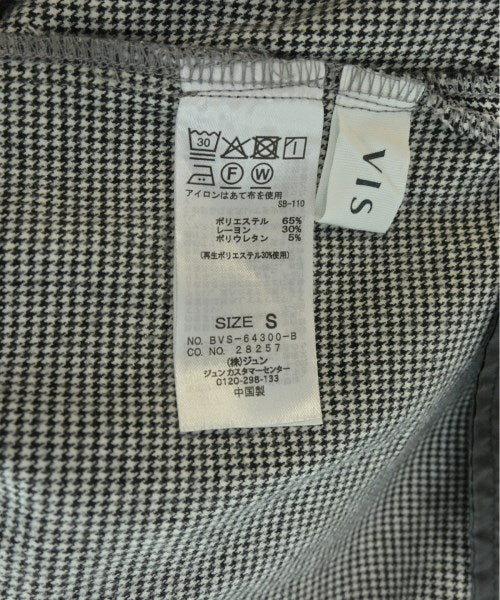 30
F W
アイロンはあて布を使用
SB-110
ポリエステル 65%
レーヨン 30%
ポリウレタン 5%
(再生ポリエステル30%使用)
SIZE S
NO. BVS-64300-B
CO. NO. 28257
(株)ジュン
ジュンカスタマーセンター
0120-298-133
中国製
VIS